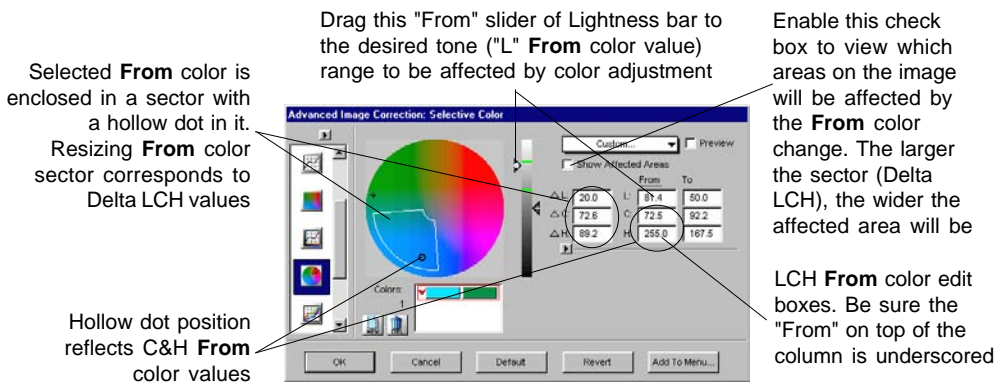 Drag this "From" slider of Lightness bar to
the desired tone ("L" From color value)
range to be affected by color adjustment
Selected From color is
enclosed in a sector with
a hollow dot in it.
Resizing From color
sector corresponds to
Delta LCH values
Hollow dot position
reflects C&H From
color values
Advanced Image Correction: Selective Color
Custom...
Preview
Show Affected Areas
From To
Δ L: 20.0 L: 81.4 50.0
Δ C: 72.6 C: 72.5 92.2
Δ H: 89.2 H: 255.0 167.5
Colors:
1
OK Cancel Default Revert Add To Menu...
Enable this check
box to view which
areas on the image
will be affected by
the From color
change. The larger
the sector (Delta
LCH), the wider the
affected area will be
LCH From color edit
boxes. Be sure the
"From" on top of the
column is underscored